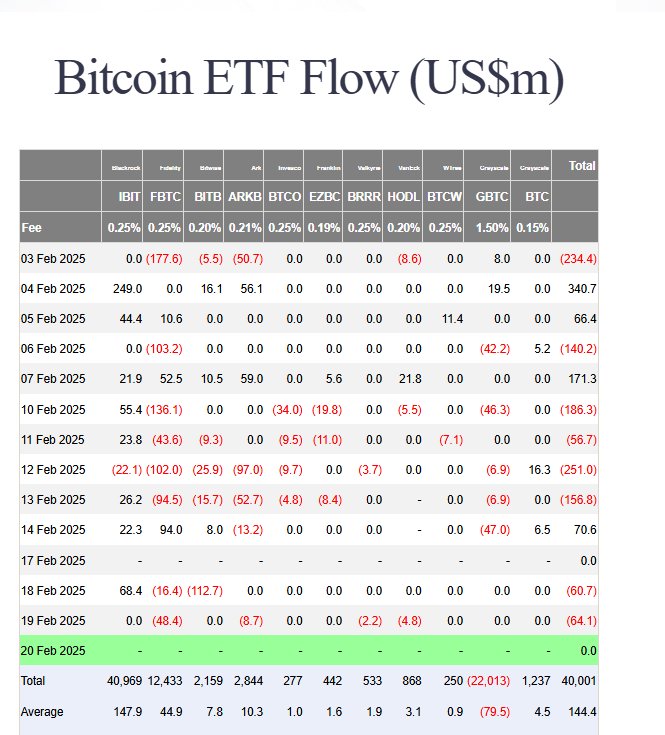 Bitcoin ETF Flow (US$m)
Blackrock Fidelity Bitwise Ark Invesco Franklin Valkyrie VanEck WTree Grayscale Grayscale Total
IBIT FBTC BITB ARKB BTCO EZBC BRRR HODL BTCW GBTC BTC
Fee 0.25% 0.25% 0.20% 0.21% 0.25% 0.19% 0.25% 0.20% 0.25% 1.50% 0.15%
03 Feb 2025 0.0 (177.6) (5.5) (50.7) 0.0 0.0 0.0 (8.6) 0.0 8.0 0.0 (234.4)
04 Feb 2025 249.0 0.0 16.1 56.1 0.0 0.0 0.0 0.0 0.0 19.5 0.0 340.7
05 Feb 2025 44.4 10.6 0.0 0.0 0.0 0.0 0.0 0.0 11.4 0.0 0.0 66.4
06 Feb 2025 0.0 (103.2) 0.0 0.0 0.0 0.0 0.0 0.0 0.0 (42.2) 5.2 (140.2)
07 Feb 2025 21.9 52.5 10.5 59.0 0.0 5.6 0.0 21.8 0.0 0.0 0.0 171.3
10 Feb 2025 55.4 (136.1) 0.0 0.0 (34.0) (19.8) 0.0 (5.5) 0.0 (46.3) 0.0 (186.3)
11 Feb 2025 23.8 (43.6) (9.3) 0.0 (9.5) (11.0) 0.0 0.0 (7.1) 0.0 0.0 (56.7)
12 Feb 2025 (22.1) (102.0) (25.9) (97.0) (9.7) 0.0 (3.7) 0.0 0.0 (6.9) 16.3 (251.0)
13 Feb 2025 26.2 (94.5) (15.7) (52.7) (4.8) (8.4) 0.0 - 0.0 (6.9) 0.0 (156.8)
14 Feb 2025 22.3 94.0 8.0 (13.2) 0.0 0.0 0.0 - 0.0 (47.0) 6.5 70.6
17 Feb 2025 - - - - - - - - - - - 0.0
18 Feb 2025 68.4 (16.4) (112.7) 0.0 0.0 0.0 0.0 0.0 0.0 0.0 0.0 (60.7)
19 Feb 2025 0.0 (48.4) 0.0 (8.7) 0.0 0.0 (2.2) (4.8) 0.0 0.0 0.0 (64.1)
20 Feb 2025 - - - - - - - - - - - 0.0
Total 40,969 12,433 2,159 2,844 277 442 533 868 250 (22,013) 1,237 40,001
Average 147.9 44.9 7.8 10.3 1.0 1.6 1.9 3.1 0.9 (79.5) 4.5 144.4